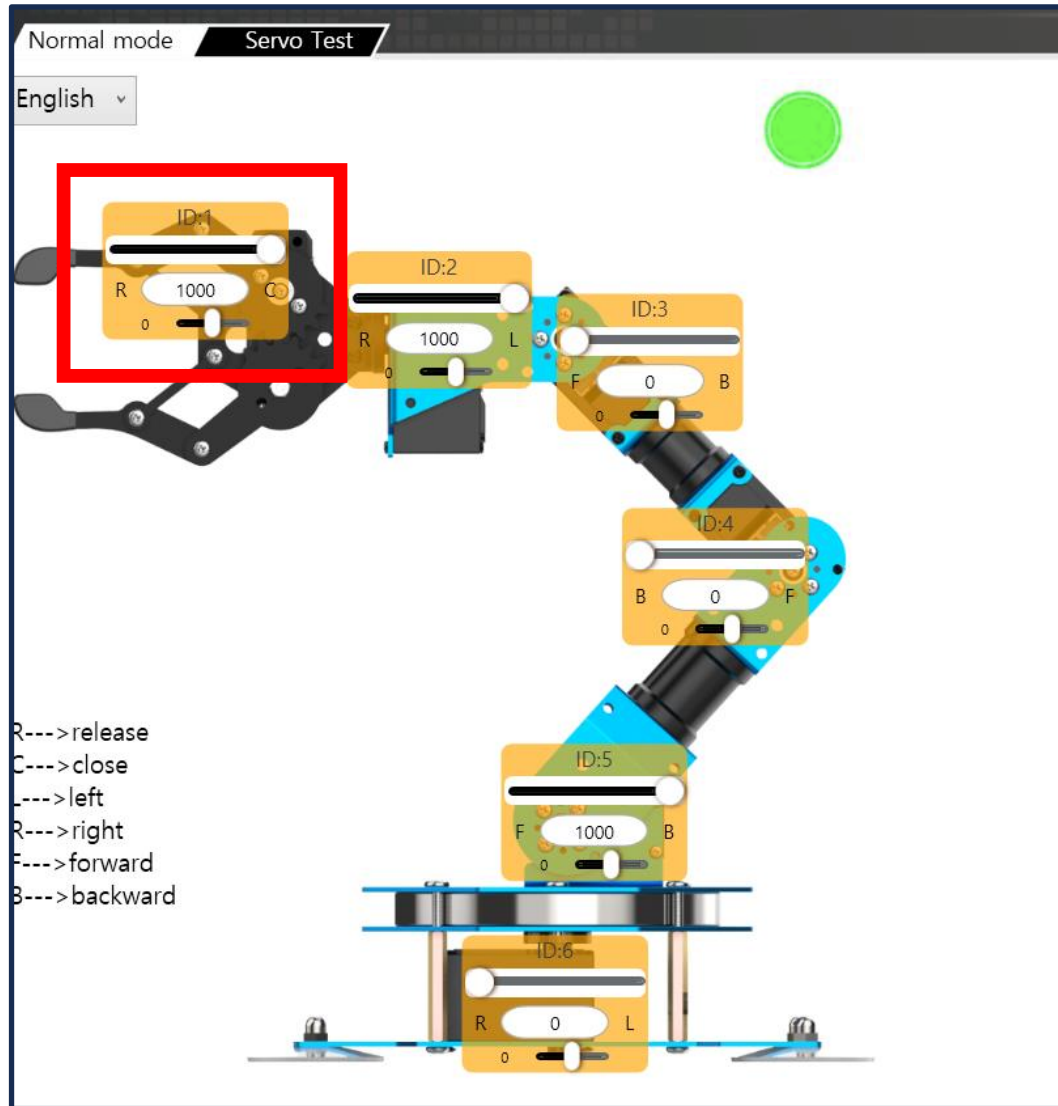 Normal mode Servo Test
English
ID:1
R 1000 C
0
ID:2
R 1000 L
0
ID:3
F 0 B
0
ID:4
B 0 F
0
R--->release
C--->close
L--->left
R--->right
F--->forward
B--->backward
ID:5
F 1000 B
0
ID:6
R 0 L
0